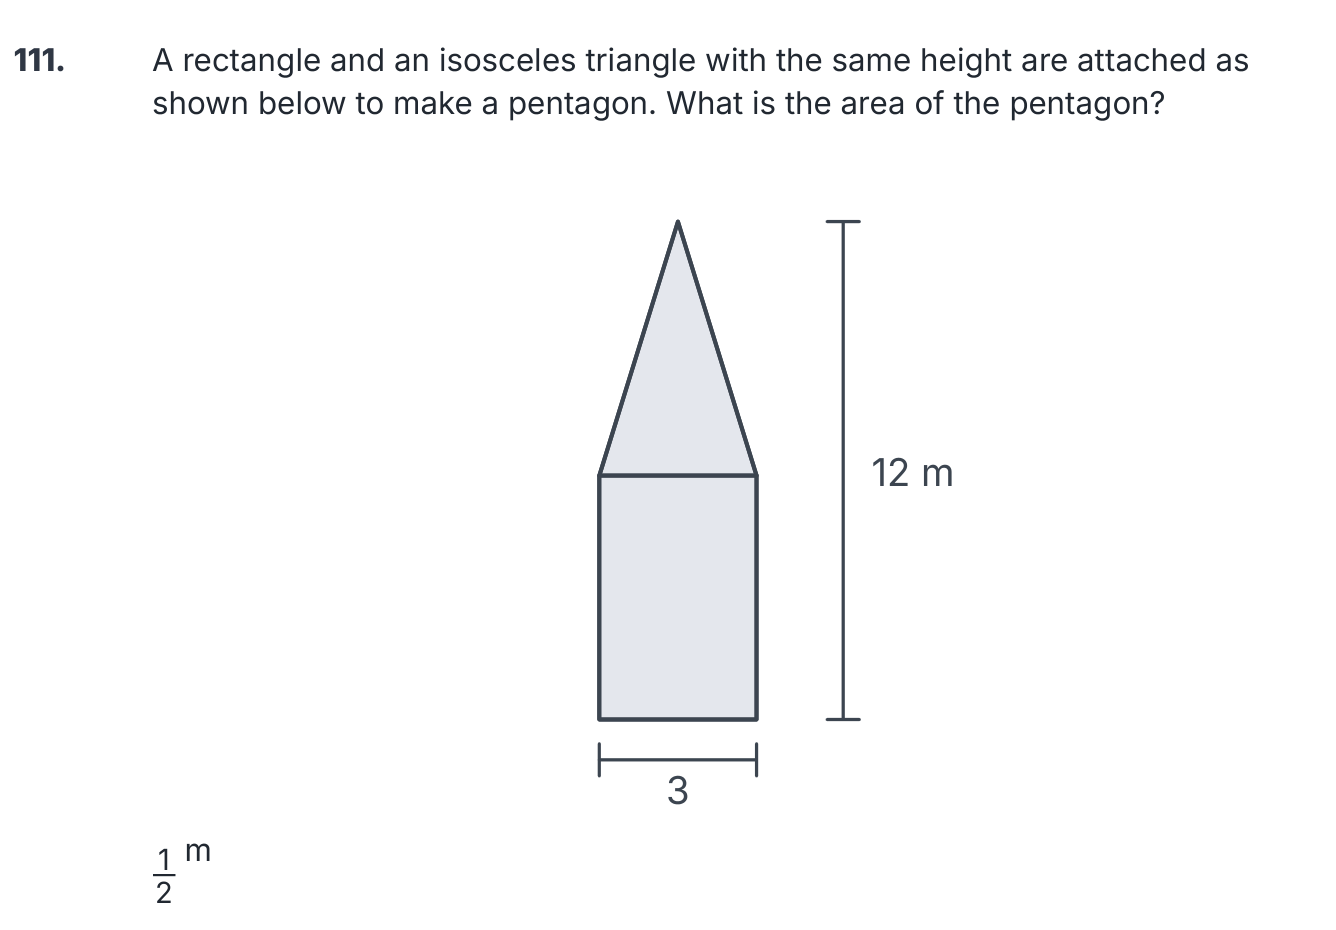 111. A rectangle and an isosceles triangle with the same height are attached as
shown below to make a pentagon. What is the area of the pentagon?
12 m
3
1/2 m